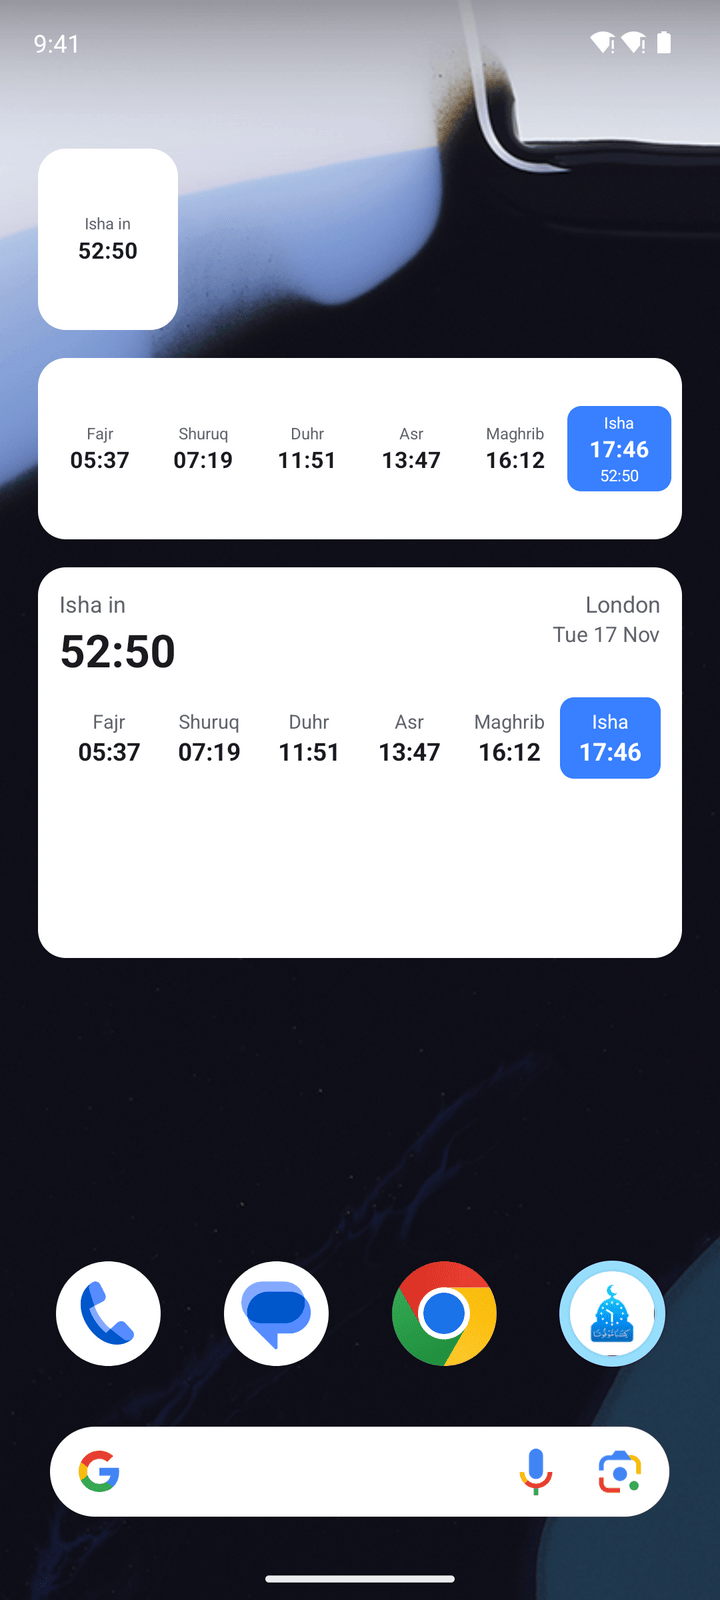 9:41
Isha in
52:50
Fajr Shuruq Duhr Asr Maghrib Isha
05:37 07:19 11:51 13:47 16:12 17:46
52:50
Isha in London
52:50 Tue 17 Nov
Fajr Shuruq Duhr Asr Maghrib Isha
05:37 07:19 11:51 13:47 16:12 17:46